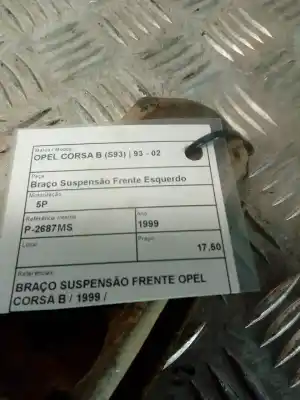 Marca / Modelo
OPEL CORSA B (S93) | 93 - 02
Peça
Braço Suspensão Frente Esquerdo
Motorização
5P
Referência interna
Ano
P-2687MS
1999
Local
Preço
17.50
Referências
BRAÇO SUSPENSÃO FRENTE OPEL
CORSA B / 1999 /